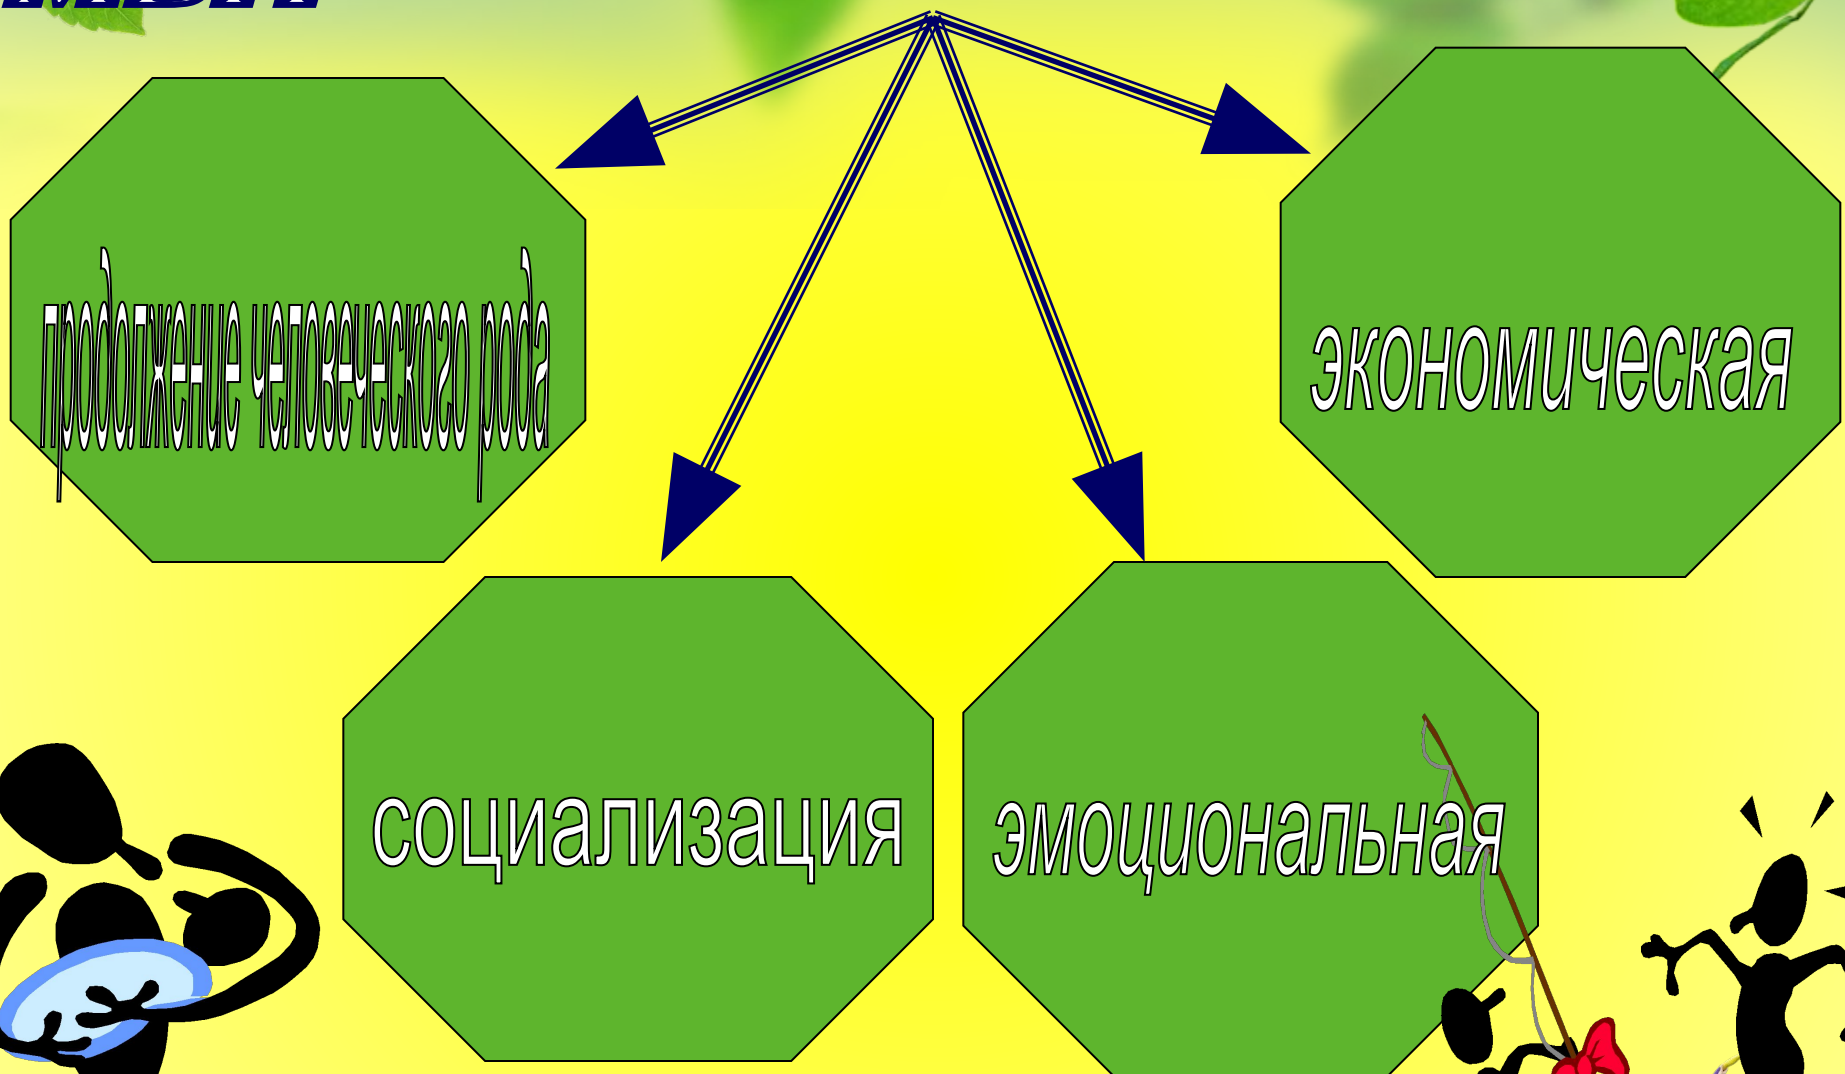 продолжение человеческого рода
экономическая
социализация
эмоциональная